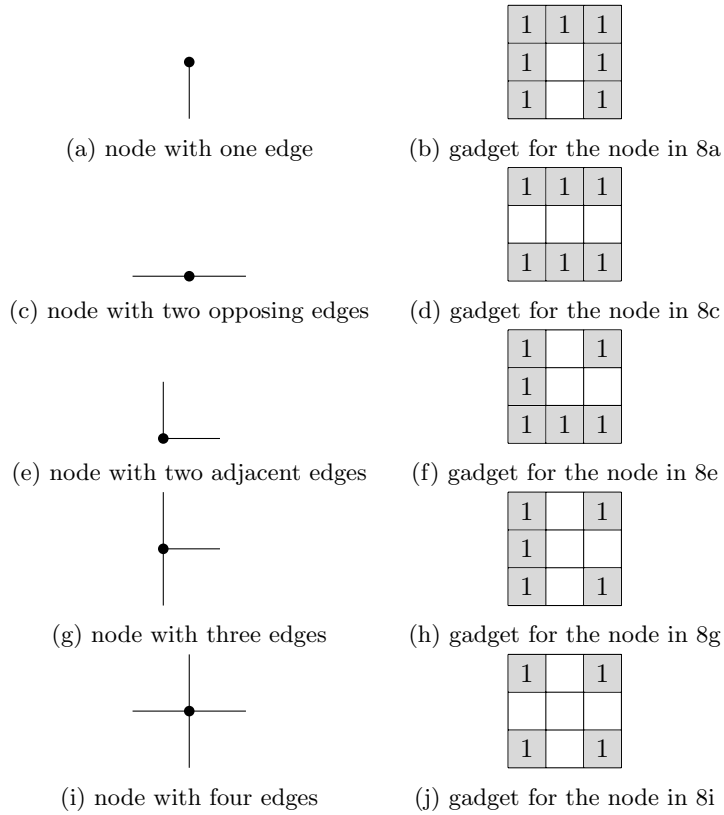 1 1 1
1 1
1 1
(a) node with one edge (b) gadget for the node in 8a
1 1 1
1 1 1
(c) node with two opposing edges (d) gadget for the node in 8c
1 1
1
1 1 1
(e) node with two adjacent edges (f) gadget for the node in 8e
1 1
1
1 1
(g) node with three edges (h) gadget for the node in 8g
1 1
1 1
(i) node with four edges (j) gadget for the node in 8i